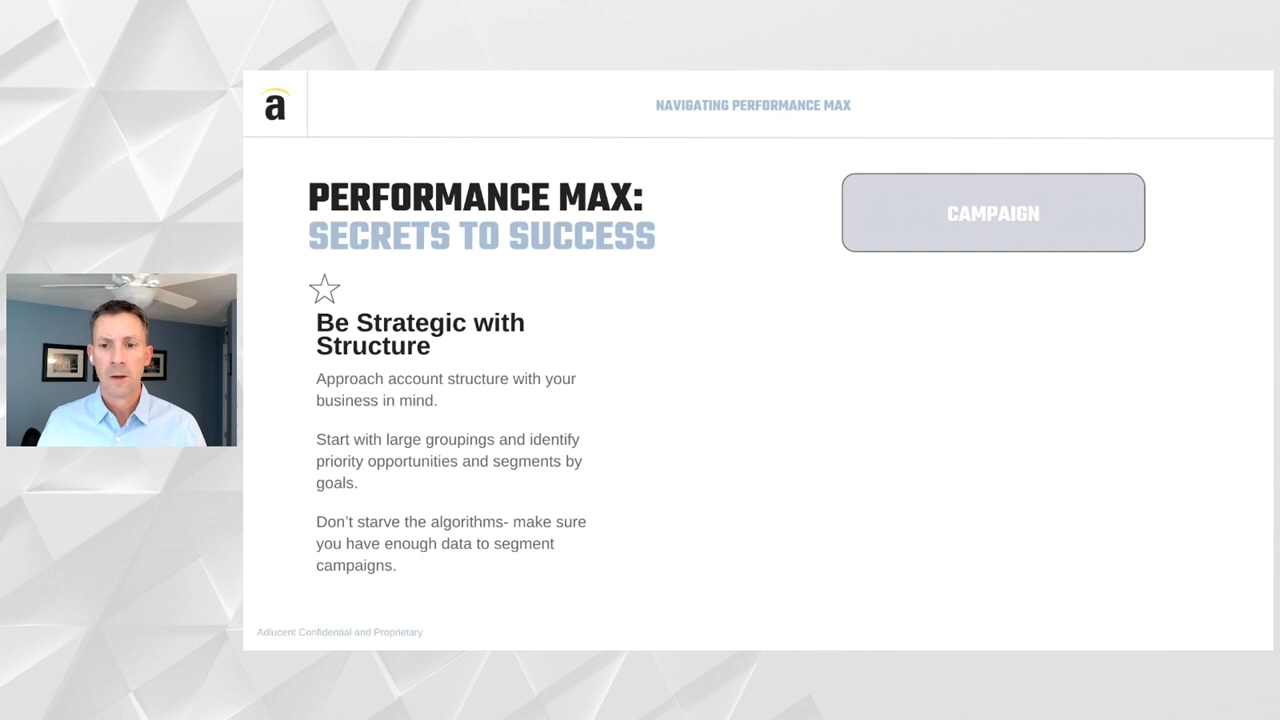 a
NAVIGATING PERFORMANCE MAX
PERFORMANCE MAX:
SECRETS TO SUCCESS
CAMPAIGN
Be Strategic with
Structure
Approach account structure with your
business in mind.
Start with large groupings and identify
priority opportunities and segments by
goals.
Don’t starve the algorithms- make sure
you have enough data to segment
campaigns.
Adlucent Confidential and Proprietary